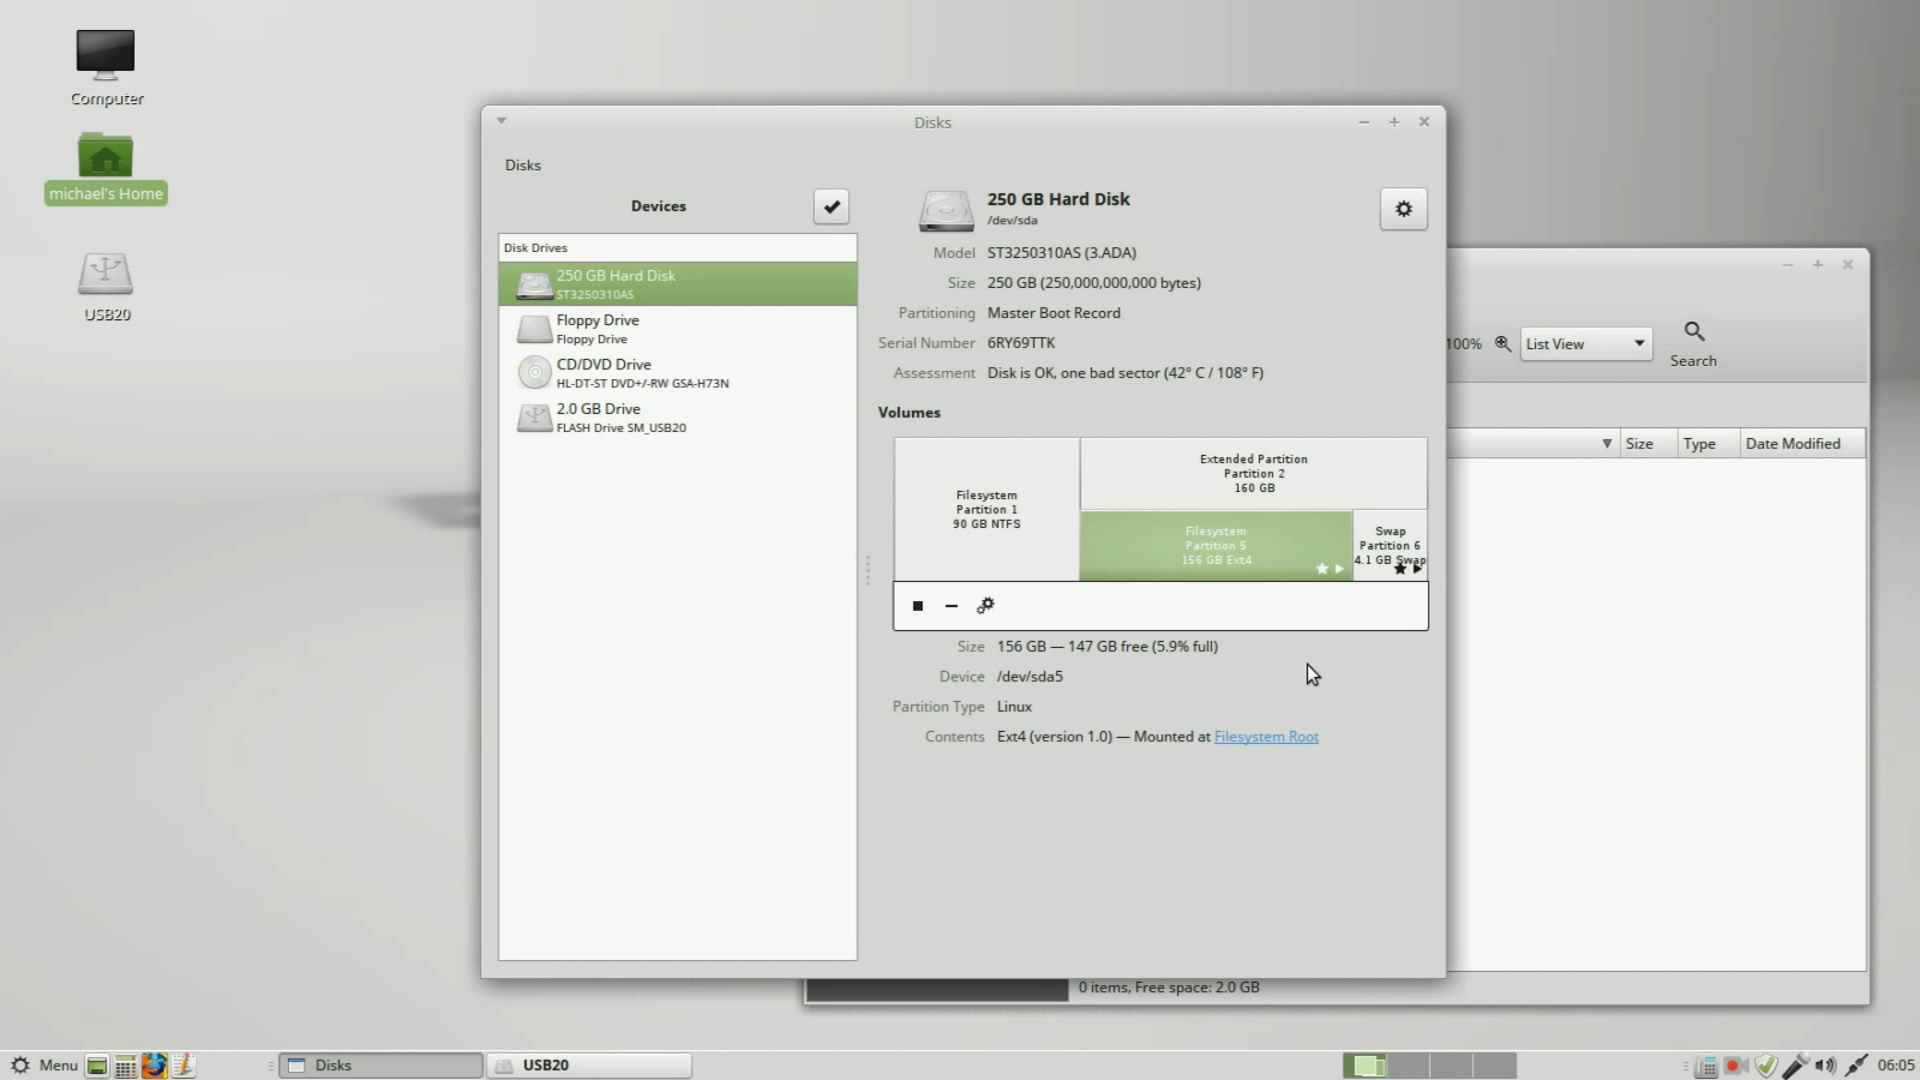 Computer
michael's Home
USB20
Disks
Disks
Devices
Disk Drives
250 GB Hard Disk
ST3250310AS
Floppy Drive
Floppy Drive
CD/DVD Drive
HL-DT-ST DVD+/-RW GSA-H73N
2.0 GB Drive
FLASH Drive SM_USB20
250 GB Hard Disk
/dev/sda
Model ST3250310AS (3.ADA)
Size 250 GB (250,000,000,000 bytes)
Partitioning Master Boot Record
Serial Number 6RY69TTK
Assessment Disk is OK, one bad sector (42° C / 108° F)
Volumes
Filesystem
Partition 1
90 GB NTFS
Extended Partition
Partition 2
160 GB
Filesystem
Partition 5
156 GB Ext4
Swap
Partition 6
4.1 GB Swap
Size 156 GB — 147 GB free (5.9% full)
Device /dev/sda5
Partition Type Linux
Contents Ext4 (version 1.0) — Mounted at Filesystem Root
100%
List View
Search
Size Type Date Modified
0 items, Free space: 2.0 GB
Menu
Disks
USB20
06:05